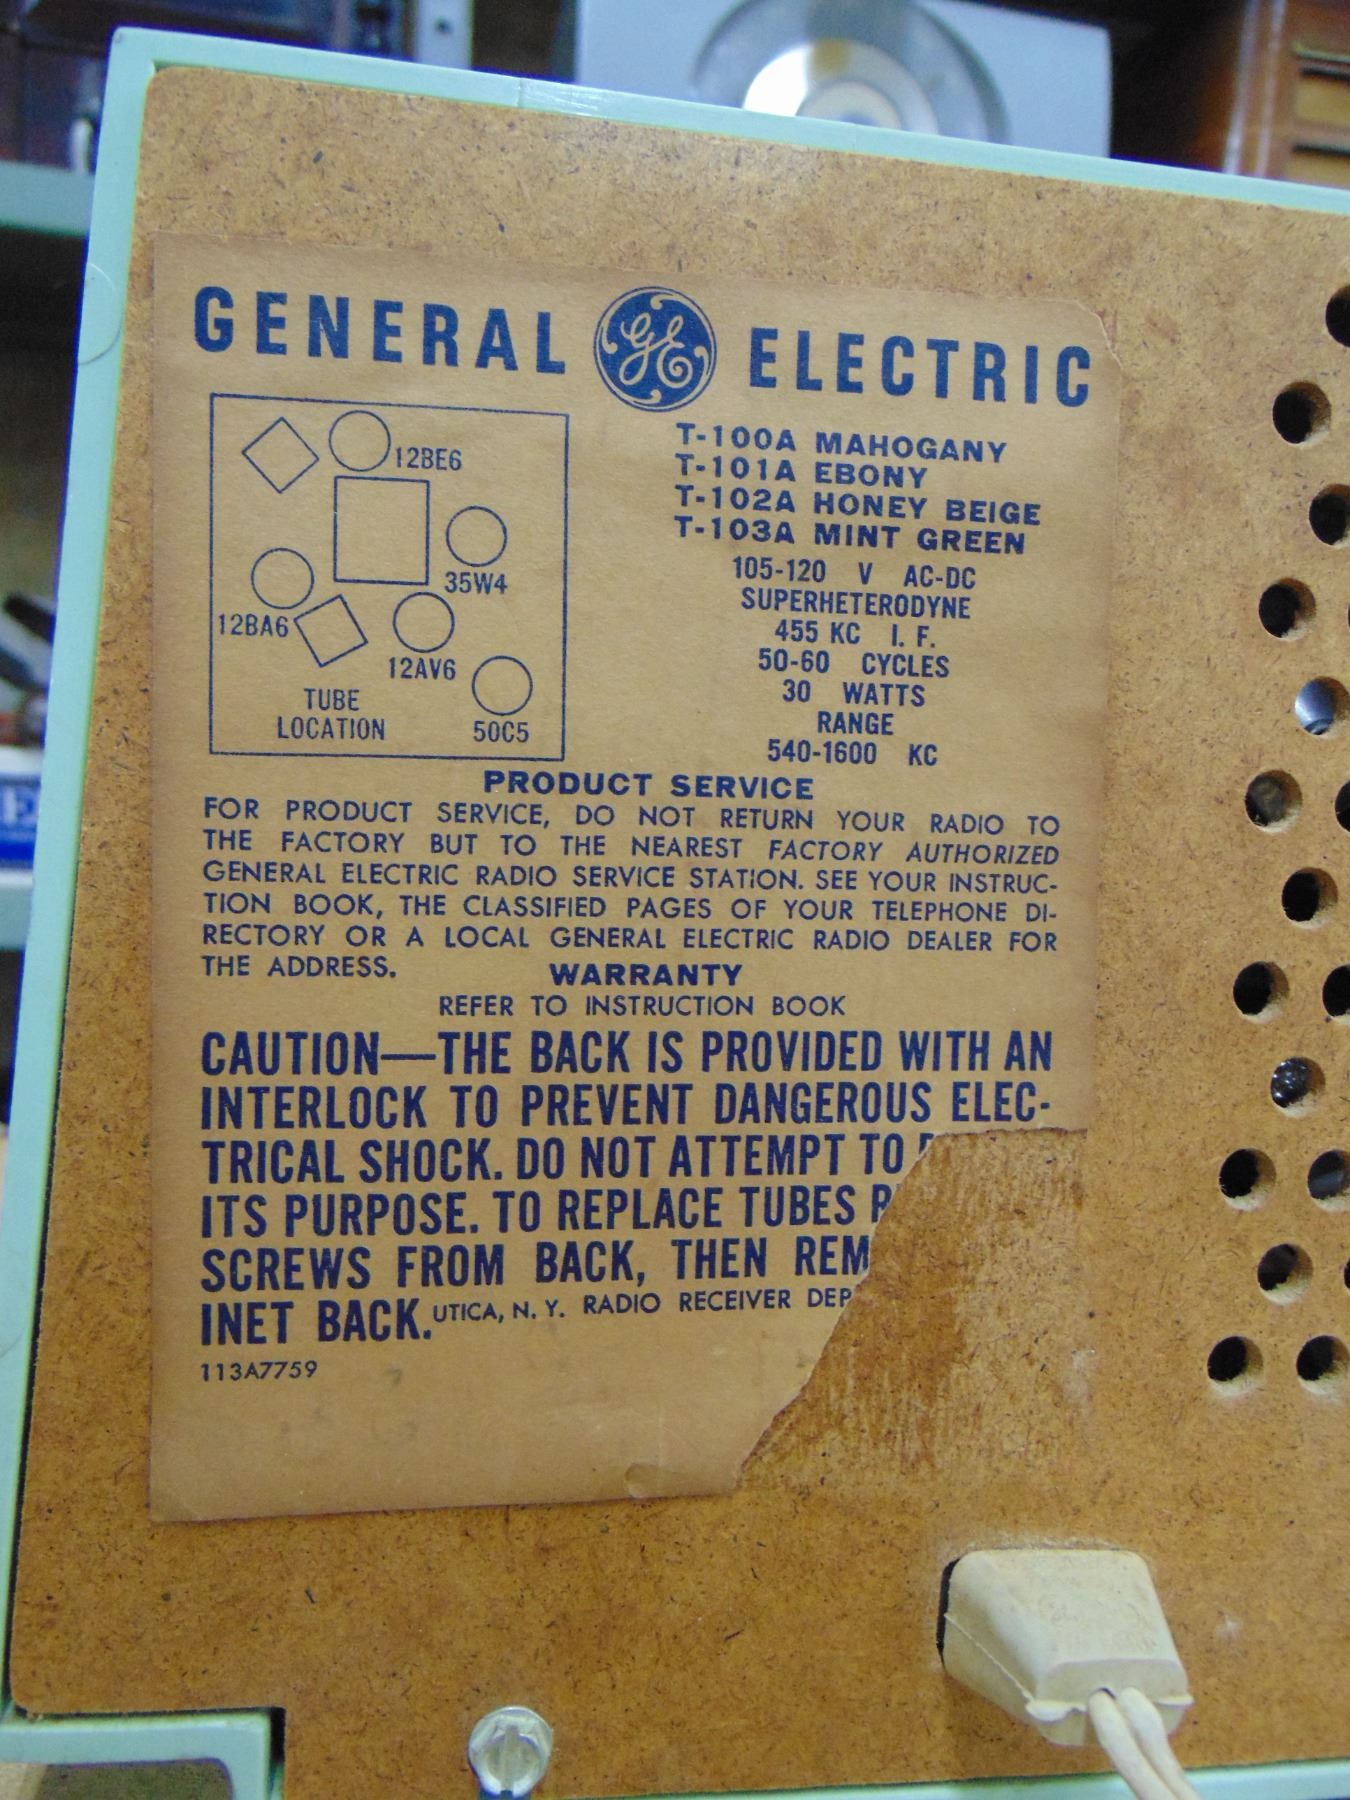 GENERAL GE ELECTRIC
12BE6
35W4
12BA6
12AV6
50C5
TUBE
LOCATION
T-100A MAHOGANY
T-101A EBONY
T-102A HONEY BEIGE
T-103A MINT GREEN
105-120 V AC-DC
SUPERHETERODYNE
455 KC I. F.
50-60 CYCLES
30 WATTS
RANGE
540-1600 KC
PRODUCT SERVICE
FOR PRODUCT SERVICE, DO NOT RETURN YOUR RADIO TO
THE FACTORY BUT TO THE NEAREST FACTORY AUTHORIZED
GENERAL ELECTRIC RADIO SERVICE STATION. SEE YOUR INSTRUC-
TION BOOK, THE CLASSIFIED PAGES OF YOUR TELEPHONE DI-
RECTORY OR A LOCAL GENERAL ELECTRIC RADIO DEALER FOR
THE ADDRESS.
WARRANTY
REFER TO INSTRUCTION BOOK
CAUTION—THE BACK IS PROVIDED WITH AN
INTERLOCK TO PREVENT DANGEROUS ELEC-
TRICAL SHOCK. DO NOT ATTEMPT TO
ITS PURPOSE. TO REPLACE TUBES
SCREWS FROM BACK, THEN REM
INET BACK. UTICA, N. Y. RADIO RECEIVER DEP
113A7759